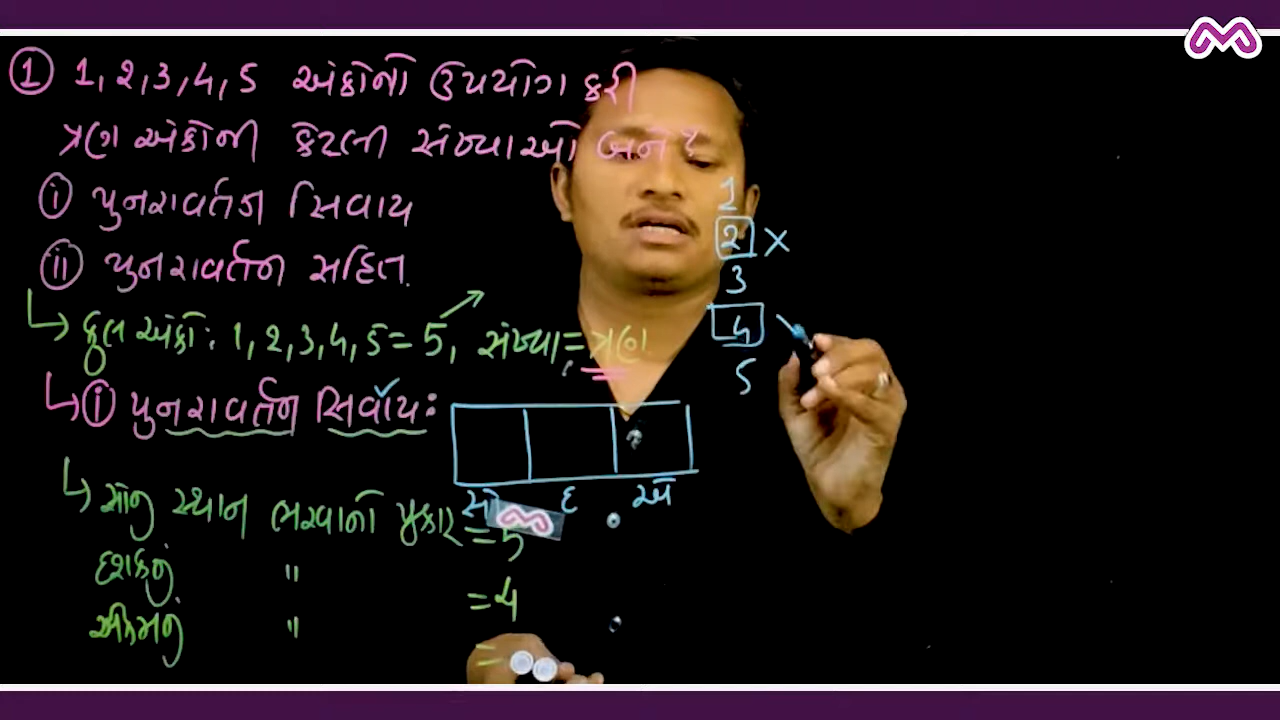 ① 1, 2, 3, 4, 5 અંકોનો ઉપયોગ કરી
ત્રણ અંકોની કેટલી સંખ્યાઓ બને ?
ⓘ પુનરાવર્તન સિવાય
ⅱ પુનરાવર્તન સહિત.
↳ કુલ અંકો: 1, 2, 3, 4, 5 = 5, સંખ્યા = ત્રણ
↳ ⓘ પુનરાવર્તન સિવાય:
સો દ એ
↳ સોનું સ્થાન ભરવાનો પ્રકાર = 5
દશકનું " = 4
એકમનું " =
1
2 ×
3
4
5